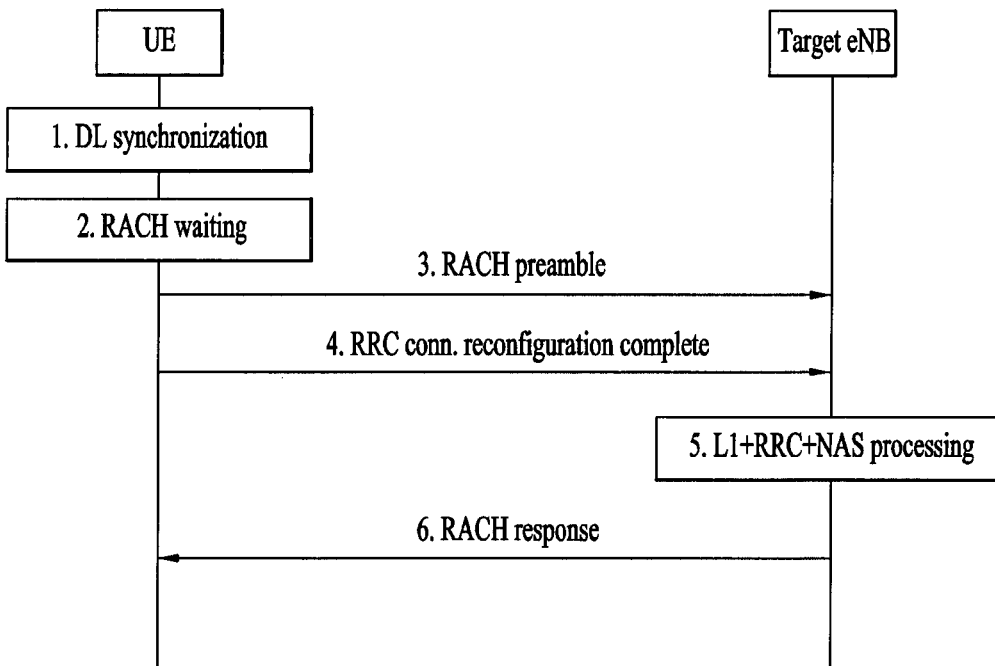 UE
Target eNB
1. DL synchronization
2. RACH waiting
3. RACH preamble
4. RRC conn. reconfiguration complete
5. L1+RRC+NAS processing
6. RACH response